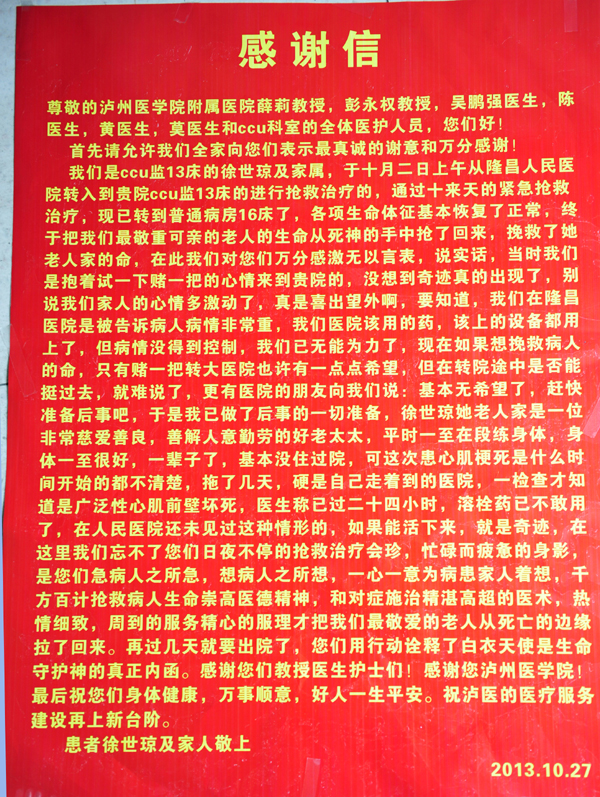 感谢信
尊敬的泸州医学院附属医院薛莉教授，彭永权教授，吴鹏强医生，陈
医生，黄医生，莫医生和ccu科室的全体医护人员，您们好！
首先请允许我们全家向您们表示最真诚的谢意和万分感谢！
我们是ccu监13床的徐世琼及家属，于十月二日上午从隆昌人民医
院转入到贵院ccu监13床的进行抢救治疗的，通过十来天的紧急抢救
治疗，现已转到普通病房16床了，各项生命体征基本恢复了正常，终
于把我们最敬重可亲的老人的生命从死神的手中抢了回来，挽救了她
老人家的命，在此我们对您们万分感激无以言表，说实话，当时我们
是抱着试一下赌一把的心情来到贵院的，没想到奇迹真的出现了，别
说我们家人的心情多激动了，真是喜出望外啊，要知道，我们在隆昌
医院是被告诉病人病情非常重，我们医院该用的药，该上的设备都用
上了，但病情没得到控制，我们已无能为力了，现在如果想挽救病人
的命，只有赌一把转大医院也许有一点点希望，但在转院途中是否能
挺过去，就难说了，更有医院的朋友向我们说：基本无希望了，赶快
准备后事吧，于是我已做了后事的一切准备，徐世琼她老人家是一位
非常慈爱善良，善解人意勤劳的好老太太，平时一至在段练身体，身
体一至很好，一辈子了，基本没住过院，可这次患心肌梗死是什么时
间开始的都不清楚，拖了几天，硬是自己走着到的医院，一检查才知
道是广泛性心肌前壁坏死，医生称已过二十四小时，溶栓药已不敢用
了，在人民医院还未见过这种情形的，如果能活下来，就是奇迹，在
这里我们忘不了您们日夜不停的抢救治疗会珍，忙碌而疲急的身影，
是您们急病人之所急，想病人之所想，一心一意为病患家人着想，千
方百计抢救病人生命崇高医德精神，和对症施治精湛高超的医术，热
情细致，周到的服务精心的服理才把我们最敬爱的老人从死亡的边缘
拉了回来。再过几天就要出院了，您们用行动诠释了白衣天使是生命
守护神的真正内函。感谢您们教授医生护士们！感谢您泸州医学院！
最后祝您们身体健康，万事顺意，好人一生平安。祝泸医的医疗服务
建设再上新台阶。
患者徐世琼及家人敬上
2013.10.27